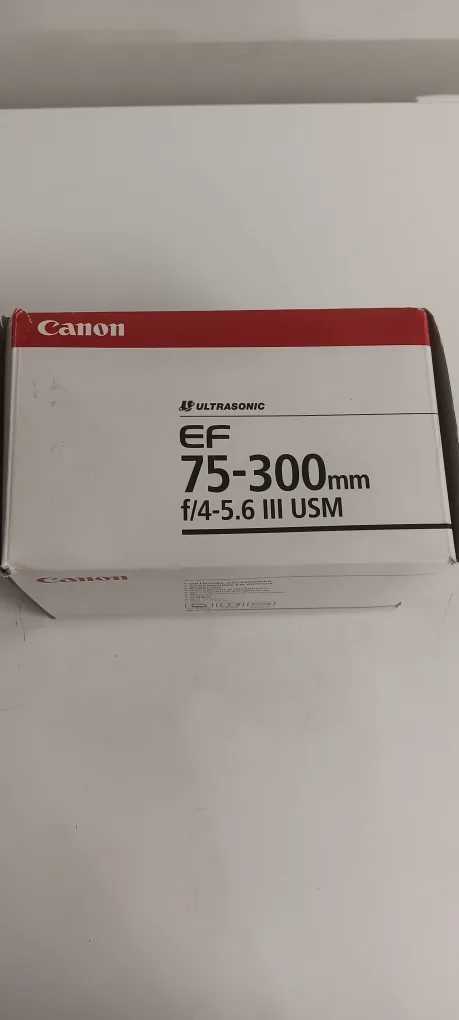 Canon
ULTRASONIC
EF
75-300mm
f/4-5.6 III USM
Canon